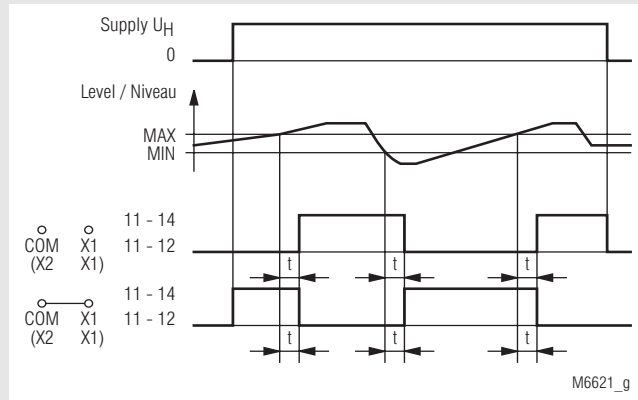 Supply UH
0
Level / Niveau
MAX
MIN
11 - 14
COM X1 11 - 12
(X2 X1)
t t t
11 - 14
COM X1 11 - 12
(X2 X1)
t t t
M6621_g